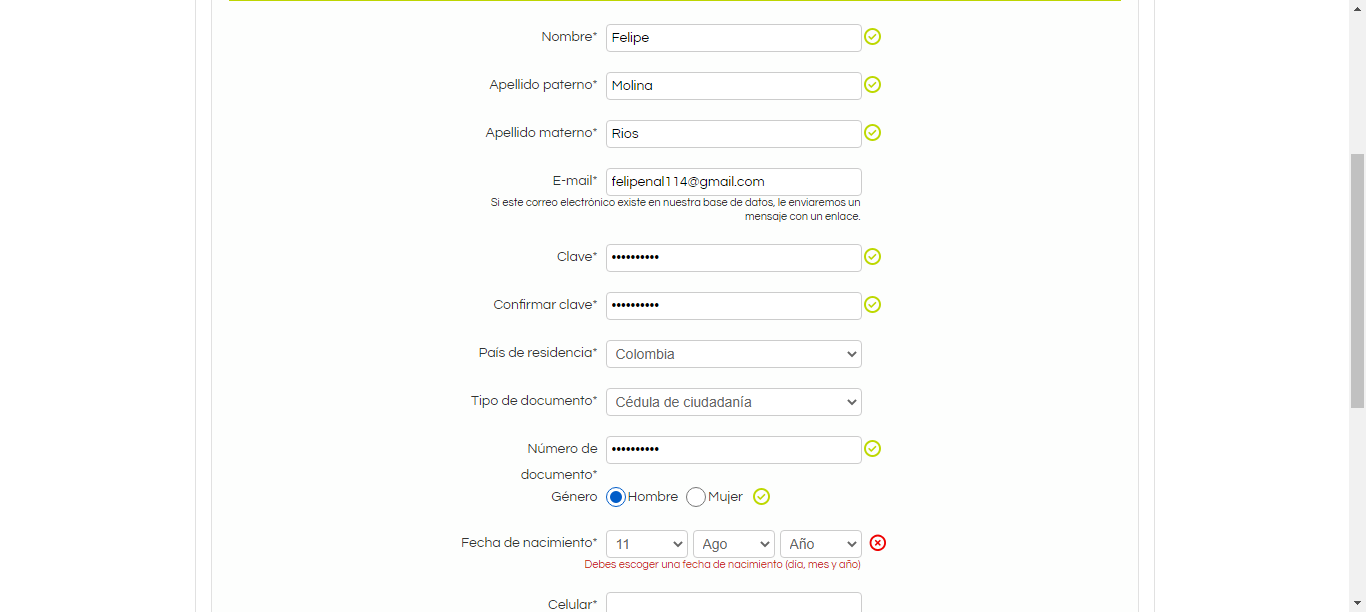 Nombre* Felipe
Apellido paterno* Molina
Apellido materno* Rios
E-mail* felipenal114@gmail.com
Si este correo electrónico existe en nuestra base de datos, le enviaremos un
mensaje con un enlace.
Clave* ••••••••••
Confirmar clave* ••••••••••
País de residencia* Colombia
Tipo de documento* Cédula de ciudadanía
Número de ••••••••••
documento*
Género Hombre Mujer
Fecha de nacimiento* 11 Ago Año
Debes escoger una fecha de nacimiento (día, mes y año)
Celular*